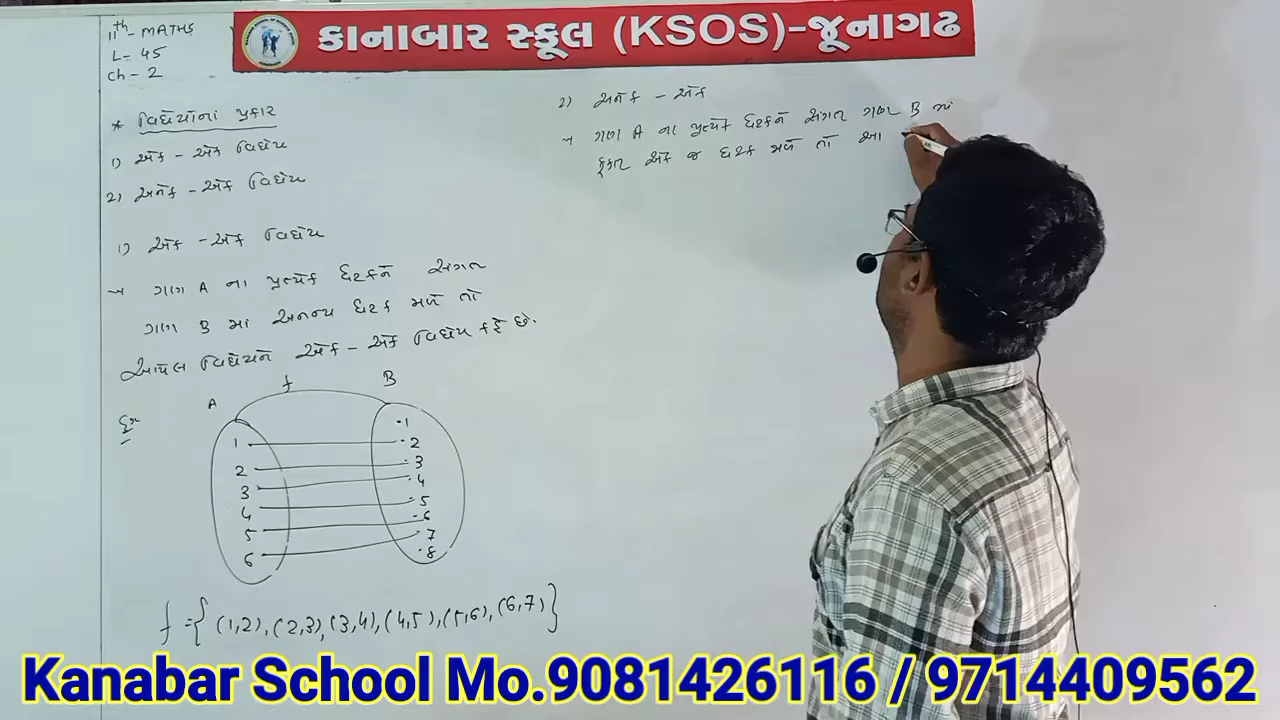 11th - MATHS
L = 45
ch - 2
કાનાબાર સ્કૂલ (KSOS)-જૂનાગઢ
* વિધેયોનાં પ્રકાર
1) એક - એક વિધેય
2) અનેક - એક વિધેય
1) એક - એક વિધેય
→ ગણ A ના પ્રત્યેક ઘટકને સંગત
ગણ B માં અનન્ય ઘટક મળે તો
આપેલ વિધેયને એક - એક વિધેય કહે છે.
f
A B
1 2 3 4 5 6
1 2 3 4 5 6 7 8
f = { (1,2), (2,3), (3,4), (4,5), (5,6), (6,7) }
2) અનેક - એક
→ ગણ A ના પ્રત્યેક ઘટકને સંગત ગણ B માં
ફક્ત એક જ ઘટક મળે તો આ
Kanabar School Mo.9081426116 / 9714409562